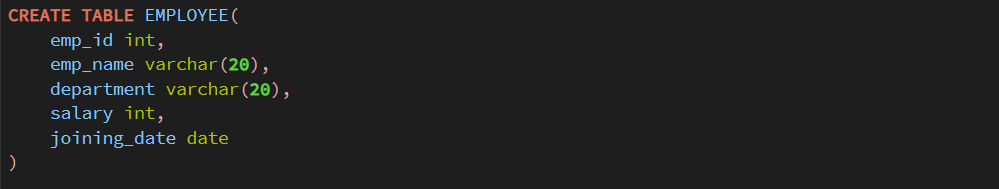 CREATE TABLE EMPLOYEE(
    emp_id int,
    emp_name varchar(20),
    department varchar(20),
    salary int,
    joining_date date
)